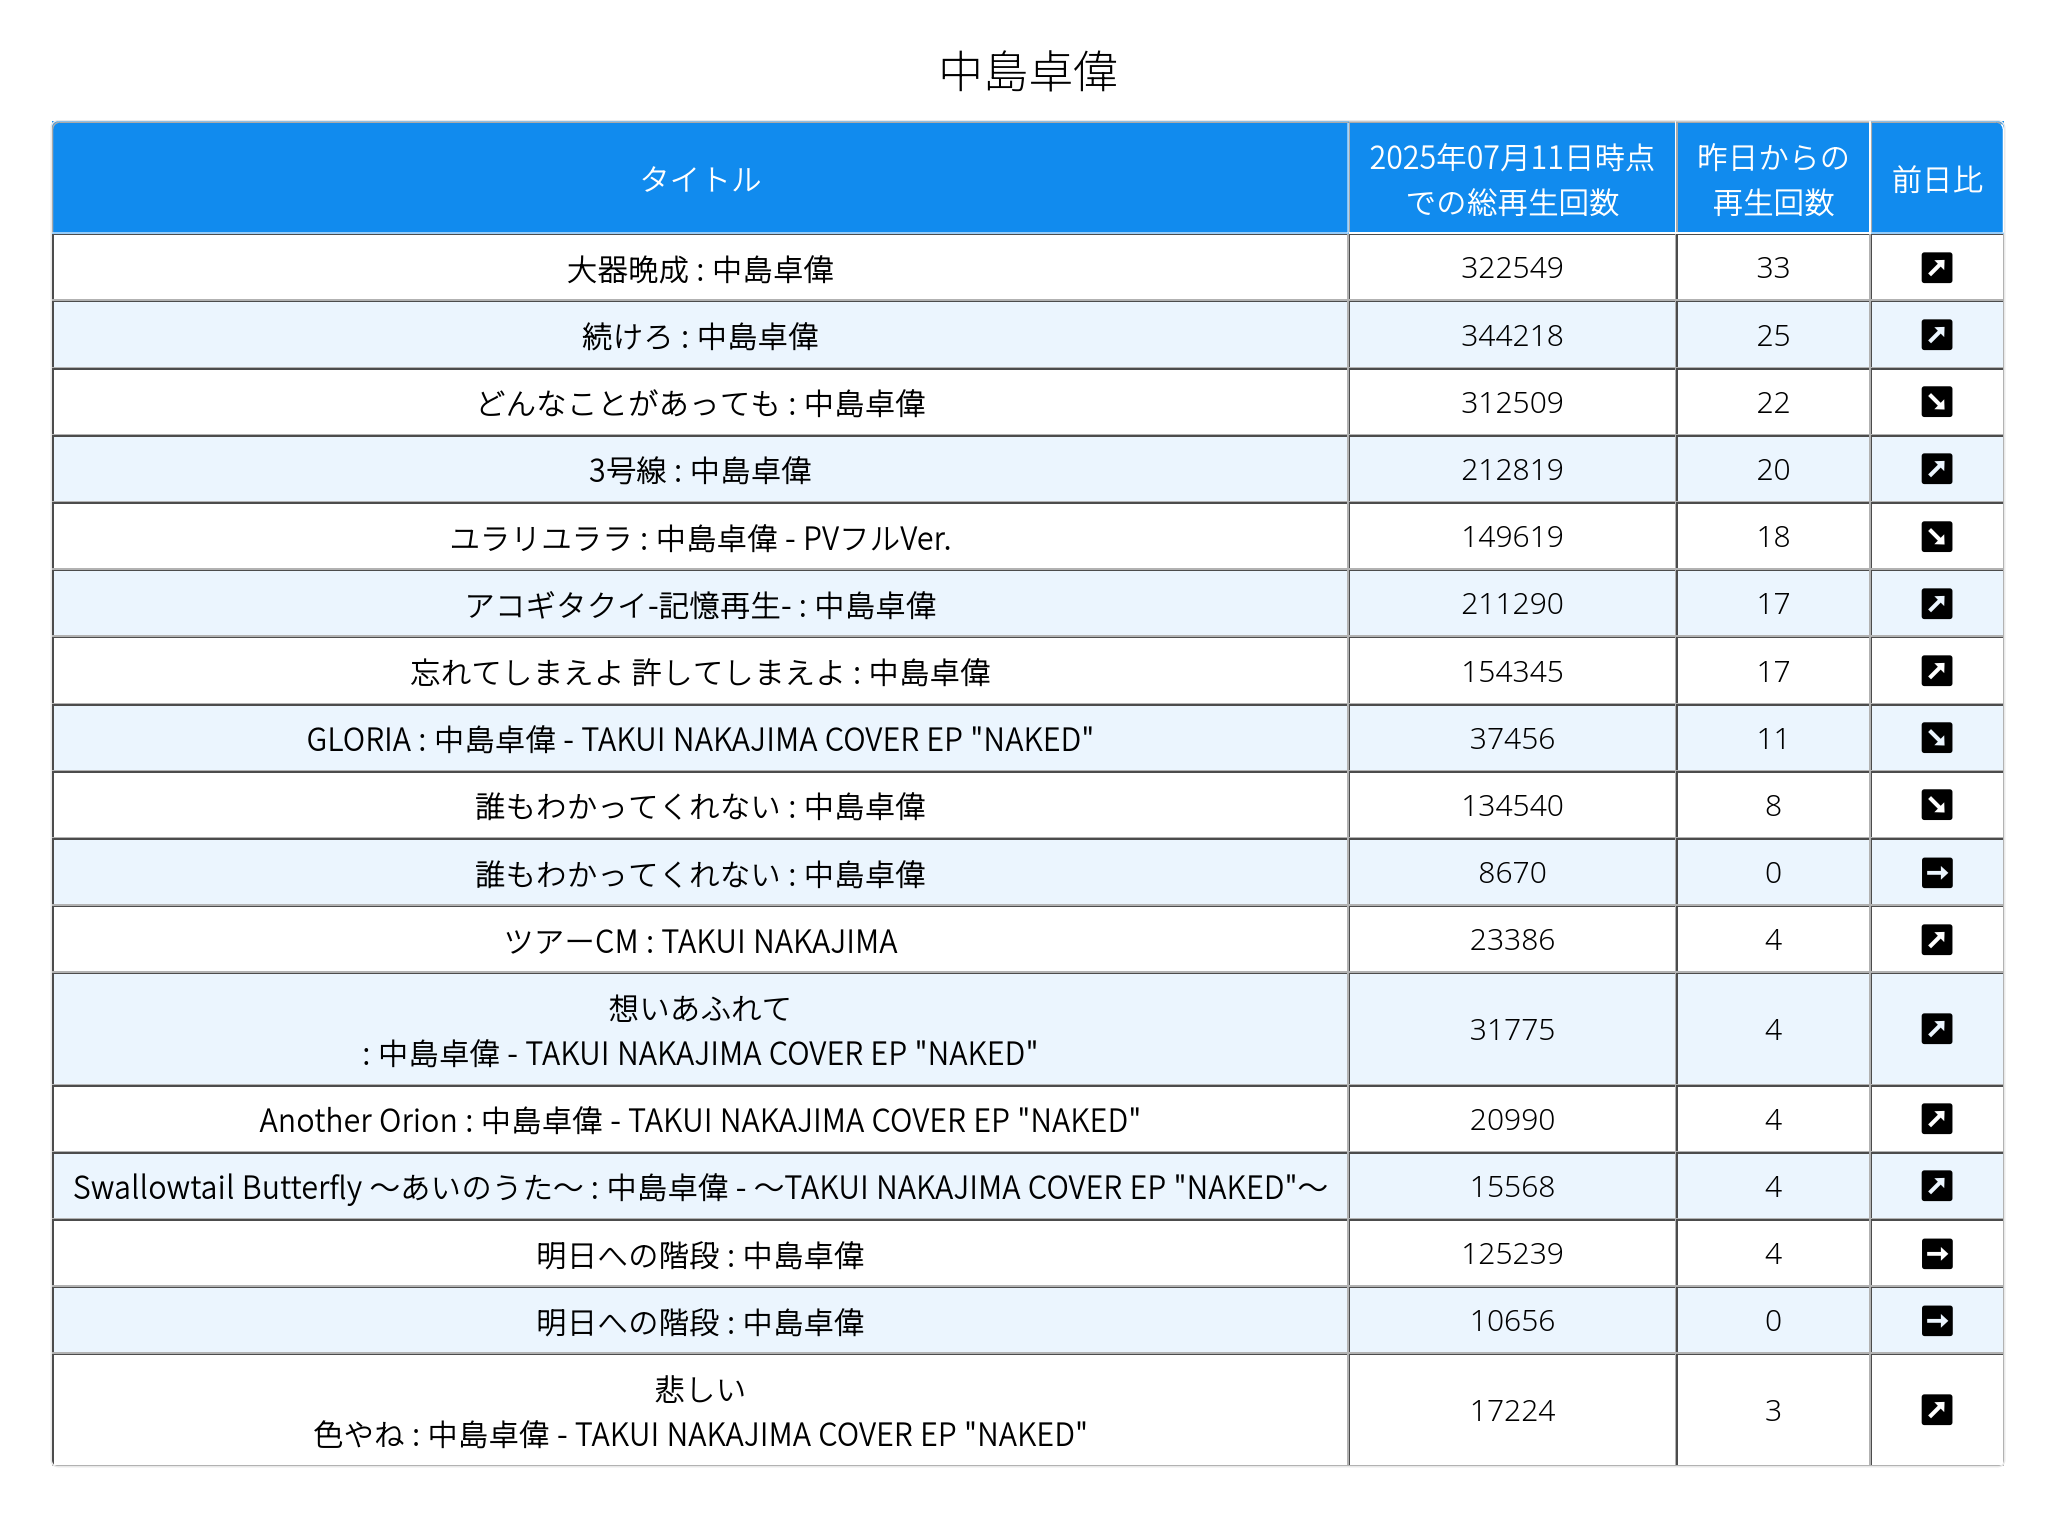 中島卓偉
タイトル
2025年07月11日時点
での総再生回数
昨日からの
再生回数
前日比
大器晩成 : 中島卓偉 322549 33
続けろ : 中島卓偉 344218 25
どんなことがあっても : 中島卓偉 312509 22
3号線 : 中島卓偉 212819 20
ユラリユララ : 中島卓偉 - PVフルVer. 149619 18
アコギタクイ-記憶再生- : 中島卓偉 211290 17
忘れてしまえよ 許してしまえよ : 中島卓偉 154345 17
GLORIA : 中島卓偉 - TAKUI NAKAJIMA COVER EP "NAKED" 37456 11
誰もわかってくれない : 中島卓偉 134540 8
誰もわかってくれない : 中島卓偉 8670 0
ツアーCM : TAKUI NAKAJIMA 23386 4
想いあふれて
: 中島卓偉 - TAKUI NAKAJIMA COVER EP "NAKED" 31775 4
Another Orion : 中島卓偉 - TAKUI NAKAJIMA COVER EP "NAKED" 20990 4
Swallowtail Butterfly 〜あいのうた〜 : 中島卓偉 - 〜TAKUI NAKAJIMA COVER EP "NAKED"〜 15568 4
明日への階段 : 中島卓偉 125239 4
明日への階段 : 中島卓偉 10656 0
悲しい
色やね : 中島卓偉 - TAKUI NAKAJIMA COVER EP "NAKED" 17224 3